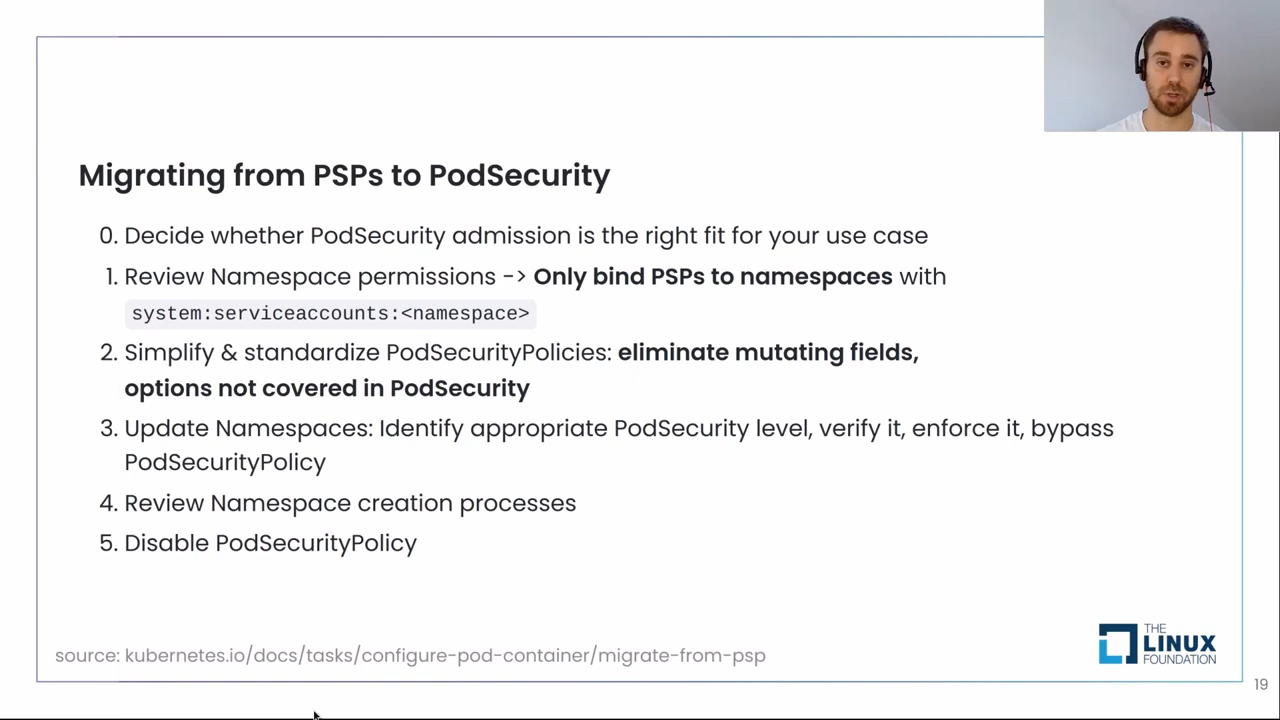 Migrating from PSPs to PodSecurity
0. Decide whether PodSecurity admission is the right fit for your use case
1. Review Namespace permissions -> Only bind PSPs to namespaces with
system:serviceaccounts:<namespace>
2. Simplify & standardize PodSecurityPolicies: eliminate mutating fields,
options not covered in PodSecurity
3. Update Namespaces: Identify appropriate PodSecurity level, verify it, enforce it, bypass
PodSecurityPolicy
4. Review Namespace creation processes
5. Disable PodSecurityPolicy
source: kubernetes.io/docs/tasks/configure-pod-container/migrate-from-psp
THE
LINUX
FOUNDATION
19